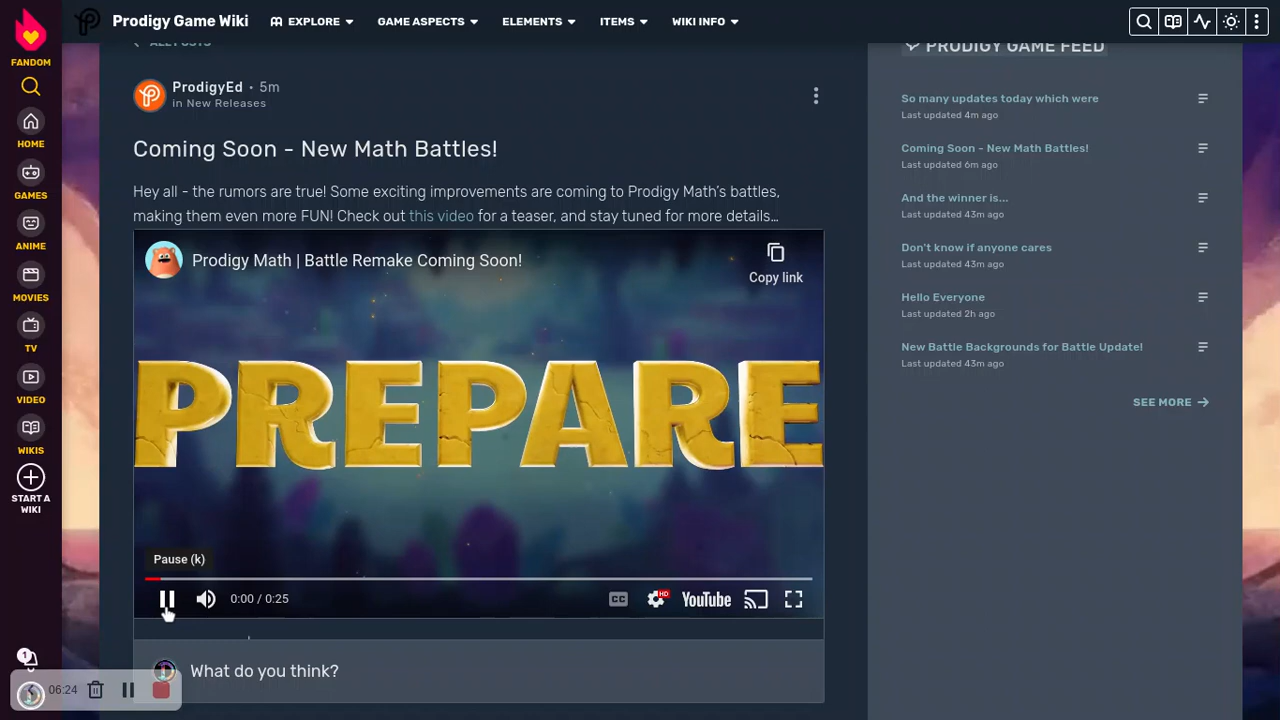 Prodigy Game Wiki
EXPLORE
GAME ASPECTS
ELEMENTS
ITEMS
WIKI INFO
FANDOM
HOME
GAMES
ANIME
MOVIES
TV
VIDEO
WIKIS
START A
WIKI
1
06:24
ALL POSTS
ProdigyEd • 5m
in New Releases
Coming Soon - New Math Battles!
Hey all - the rumors are true! Some exciting improvements are coming to Prodigy Math's battles,
making them even more FUN! Check out this video for a teaser, and stay tuned for more details…
Prodigy Math | Battle Remake Coming Soon!
Copy link
PREPARE
Pause (k)
0:00 / 0:25
CC
HD
YouTube
What do you think?
PRODIGY GAME FEED
So many updates today which were
Last updated 4m ago
Coming Soon - New Math Battles!
Last updated 6m ago
And the winner is...
Last updated 43m ago
Don't know if anyone cares
Last updated 43m ago
Hello Everyone
Last updated 2h ago
New Battle Backgrounds for Battle Update!
Last updated 43m ago
SEE MORE